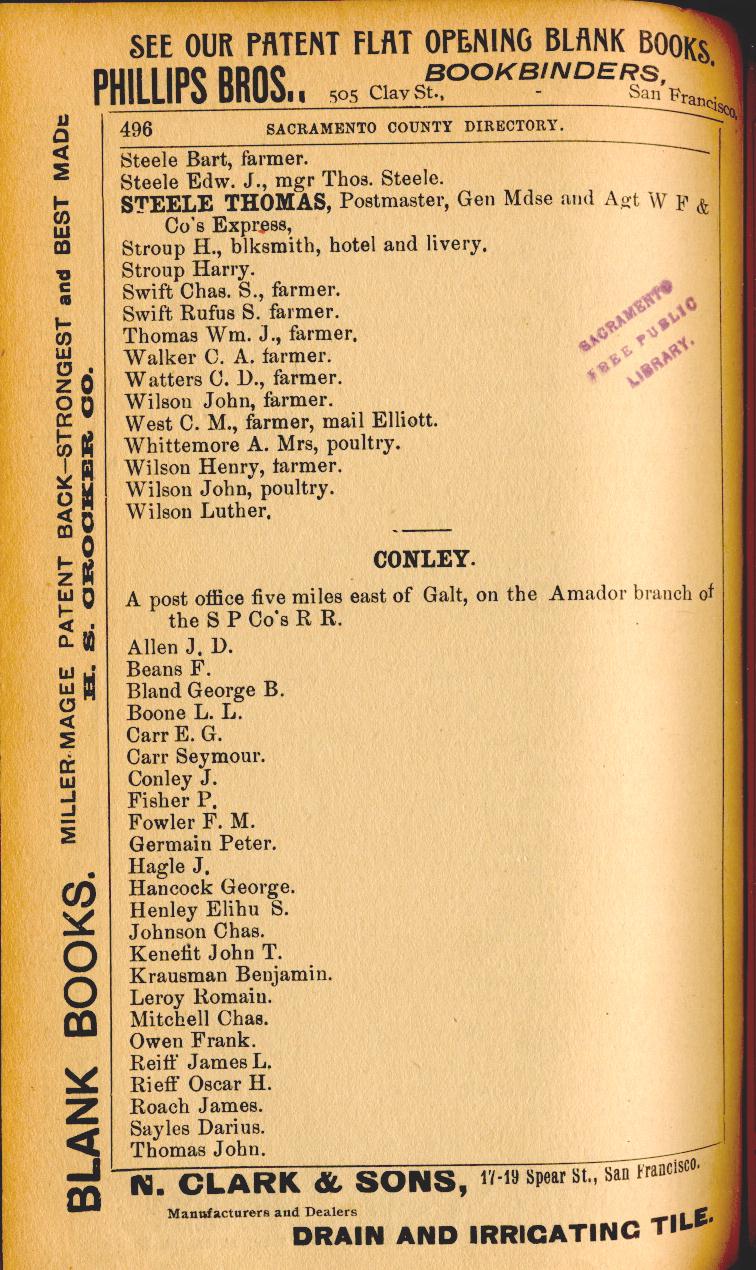 SEE OUR PATENT FLAT OPENING BLANK BOOKS.
PHILLIPS BROS., BOOKBINDERS,
505 Clay St., - San Francisco.
496 SACRAMENTO COUNTY DIRECTORY.
Steele Bart, farmer.
Steele Edw. J., mgr Thos. Steele.
STEELE THOMAS, Postmaster, Gen Mdse and Agt W F &
Co's Express,
Stroup H., blksmith, hotel and livery.
Stroup Harry.
Swift Chas. S., farmer.
Swift Rufus S. farmer.
Thomas Wm. J., farmer.
Walker C. A. farmer.
Watters C. D., farmer.
Wilson John, farmer.
West C. M., farmer, mail Elliott.
Whittemore A. Mrs, poultry.
Wilson Henry, farmer.
Wilson John, poultry.
Wilson Luther.
SACRAMENTO
FREE PUBLIC
LIBRARY.
CONLEY.
A post office five miles east of Galt, on the Amador branch of
the S P Co's R R.
Allen J. D.
Beans F.
Bland George B.
Boone L. L.
Carr E. G.
Carr Seymour.
Conley J.
Fisher P.
Fowler F. M.
Germain Peter.
Hagle J.
Hancock George.
Henley Elihu S.
Johnson Chas.
Kenefit John T.
Krausman Benjamin.
Leroy Romain.
Mitchell Chas.
Owen Frank.
Reiff James L.
Rieff Oscar H.
Roach James.
Sayles Darius.
Thomas John.
N. CLARK & SONS, 17-19 Spear St., San Francisco.
Manufacturers and Dealers
DRAIN AND IRRIGATING TILE.
BLANK BOOKS. MILLER-MAGEE PATENT BACK—STRONGEST and BEST MADE
H. S. CROCKER CO.